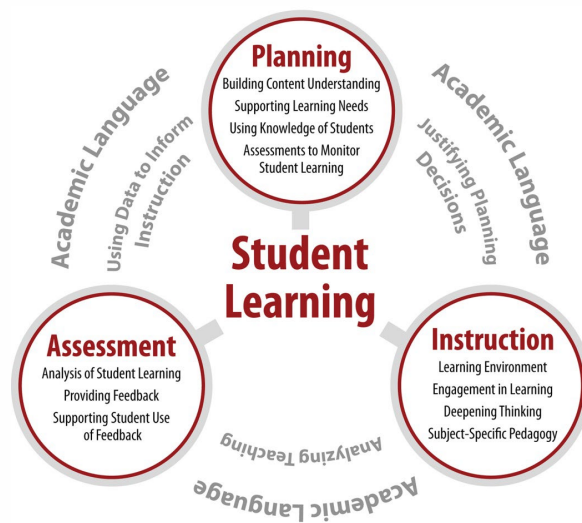 Planning
Building Content Understanding
Supporting Learning Needs
Using Knowledge of Students
Assessments to Monitor
Student Learning
Academic Language
Using Data to Inform
Instruction
Academic Language
Justifying Planning
Decisions
Student
Learning
Assessment
Analysis of Student Learning
Providing Feedback
Supporting Student Use
of Feedback
Instruction
Learning Environment
Engagement in Learning
Deepening Thinking
Subject-Specific Pedagogy
Analyzing Teaching
Academic Language